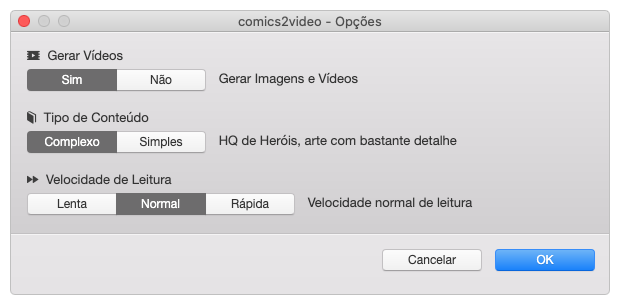 comics2video - Opções
Gerar Vídeos
Sim Não Gerar Imagens e Vídeos
Tipo de Conteúdo
Complexo Simples HQ de Heróis, arte com bastante detalhe
Velocidade de Leitura
Lenta Normal Rápida Velocidade normal de leitura
Cancelar OK